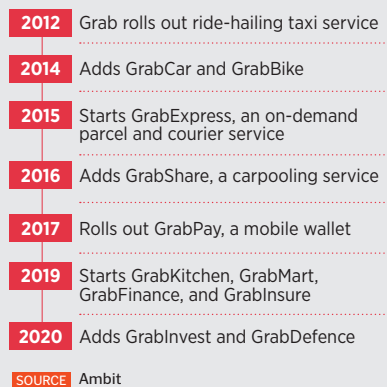 2012 Grab rolls out ride-hailing taxi service
2014 Adds GrabCar and GrabBike
2015 Starts GrabExpress, an on-demand
parcel and courier service
2016 Adds GrabShare, a carpooling service
2017 Rolls out GrabPay, a mobile wallet
2019 Starts GrabKitchen, GrabMart,
GrabFinance, and GrabInsure
2020 Adds GrabInvest and GrabDefence
SOURCE Ambit